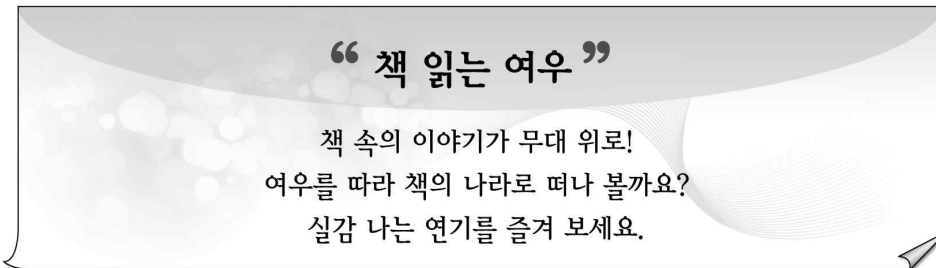 “ 책 읽는 여우 ”
책 속의 이야기가 무대 위로!
여우를 따라 책의 나라로 떠나 볼까요?
실감 나는 연기를 즐겨 보세요.